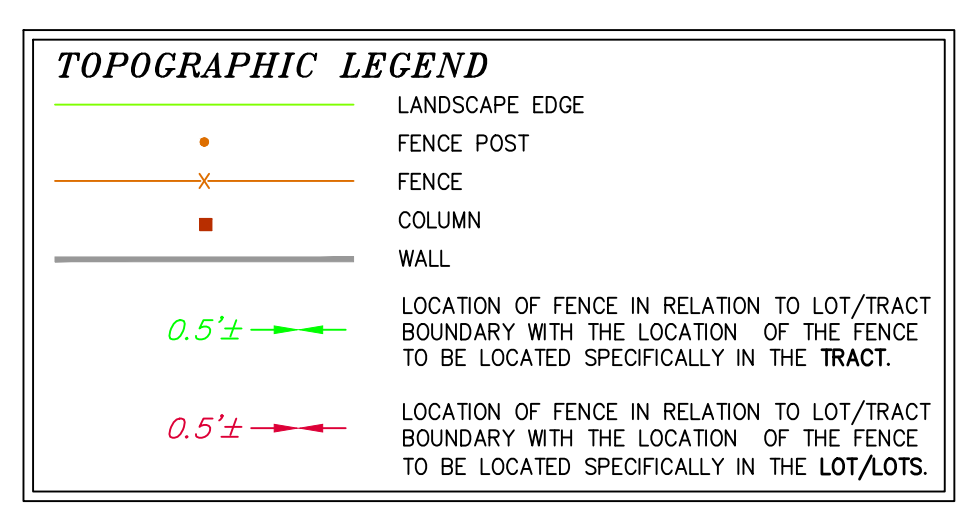 TOPOGRAPHIC LEGEND
LANDSCAPE EDGE
FENCE POST
X FENCE
COLUMN
WALL
0.5'± LOCATION OF FENCE IN RELATION TO LOT/TRACT
BOUNDARY WITH THE LOCATION OF THE FENCE
TO BE LOCATED SPECIFICALLY IN THE TRACT.
0.5'± LOCATION OF FENCE IN RELATION TO LOT/TRACT
BOUNDARY WITH THE LOCATION OF THE FENCE
TO BE LOCATED SPECIFICALLY IN THE LOT/LOTS.